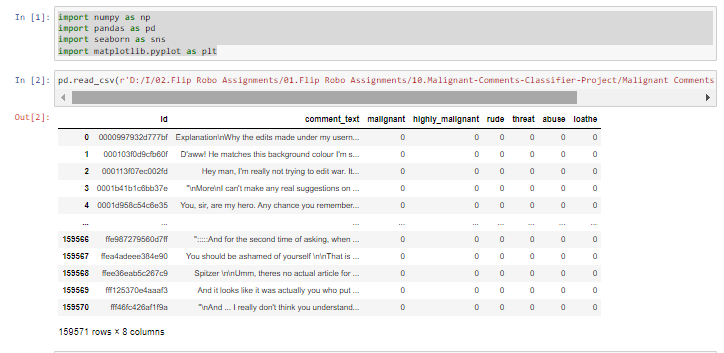 In [1]: import numpy as np
import pandas as pd
import seaborn as sns
import matplotlib.pyplot as plt
In [2]: pd.read_csv(r'D:/I/02.Flip Robo Assignments/01.Flip Robo Assignments/10.Malignant-Comments-Classifier-Project/Malignant Comments
Out[2]:
id comment_text malignant highly_malignant rude threat abuse loathe
0 0000997932d777bf Explanation\nWhy the edits made under my usern... 0 0 0 0 0 0
1 000103f0d9cfb60f D'aww! He matches this background colour I'm s... 0 0 0 0 0 0
2 000113f07ec002fd Hey man, I'm really not trying to edit war. It... 0 0 0 0 0 0
3 0001b41b1c6bb37e "\nMore\nI can't make any real suggestions on ... 0 0 0 0 0 0
4 0001d958c54c6e35 You, sir, are my hero. Any chance you remember... 0 0 0 0 0 0
... ... ... ... ... ... ... ... ...
159566 ffe987279560d7ff ":::::And for the second time of asking, when ... 0 0 0 0 0 0
159567 ffea4adeee384e90 You should be ashamed of yourself \n\nThat is ... 0 0 0 0 0 0
159568 ffee36eab5c267c9 Spitzer \n\nUmm, theres no actual article for ... 0 0 0 0 0 0
159569 fff125370e4aaaf3 And it looks like it was actually you who put ... 0 0 0 0 0 0
159570 fff46fc426af1f9a "\nAnd ... I really don't think you understand... 0 0 0 0 0 0
159571 rows × 8 columns